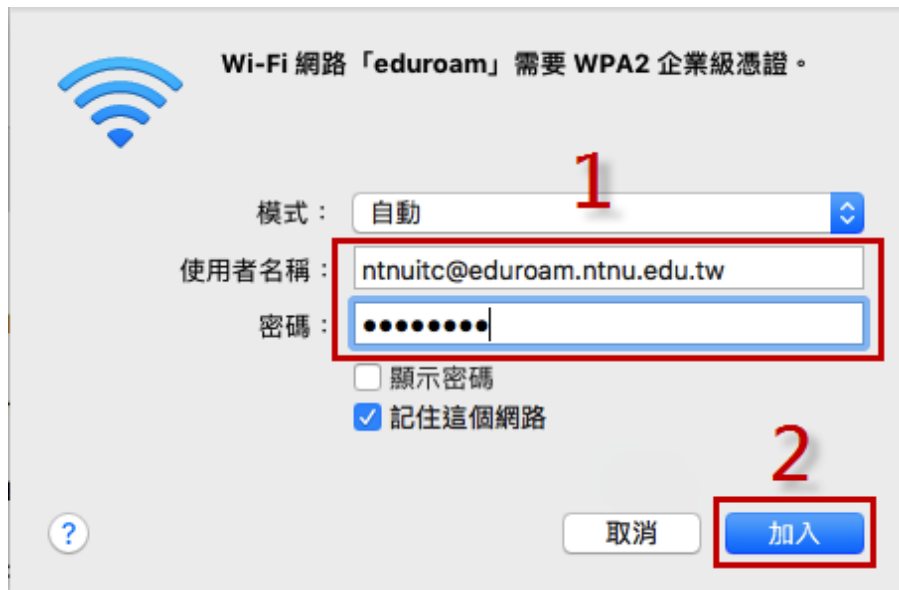 Wi-Fi 網路「eduroam」需要 WPA2 企業級憑證。
1
模式：
自動
使用者名稱：
ntnuitc@eduroam.ntnu.edu.tw
密碼：
••••••••
顯示密碼
記住這個網路
2
?
取消
加入